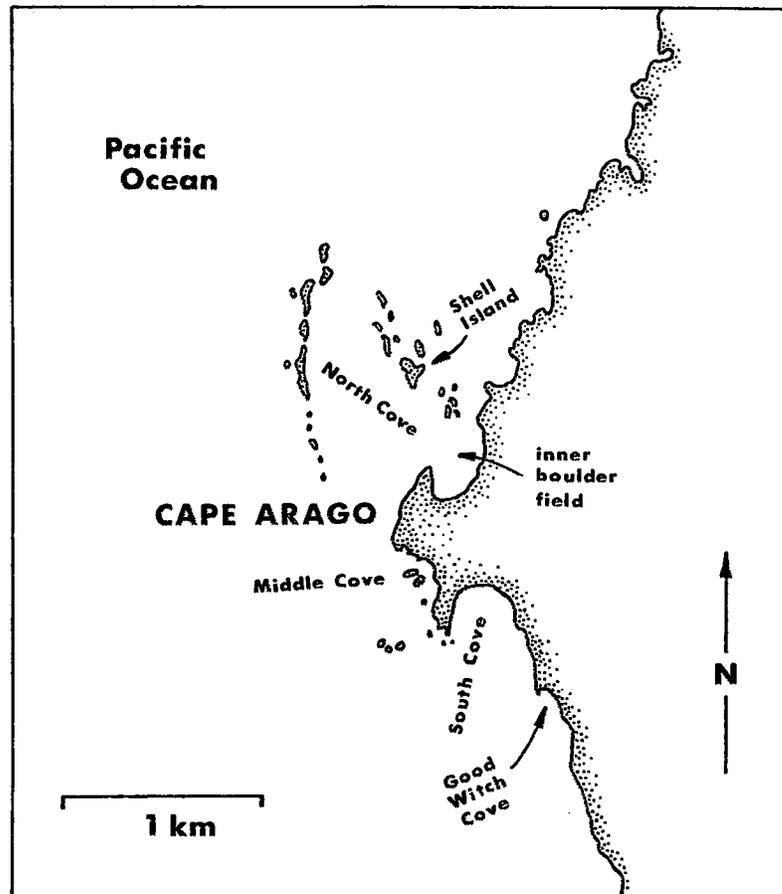 Pacific
Ocean
Shell
Island
North Cove
inner
boulder
field
CAPE ARAGO
Middle Cove
South Cove
N
Good
Witch
Cove
1 km